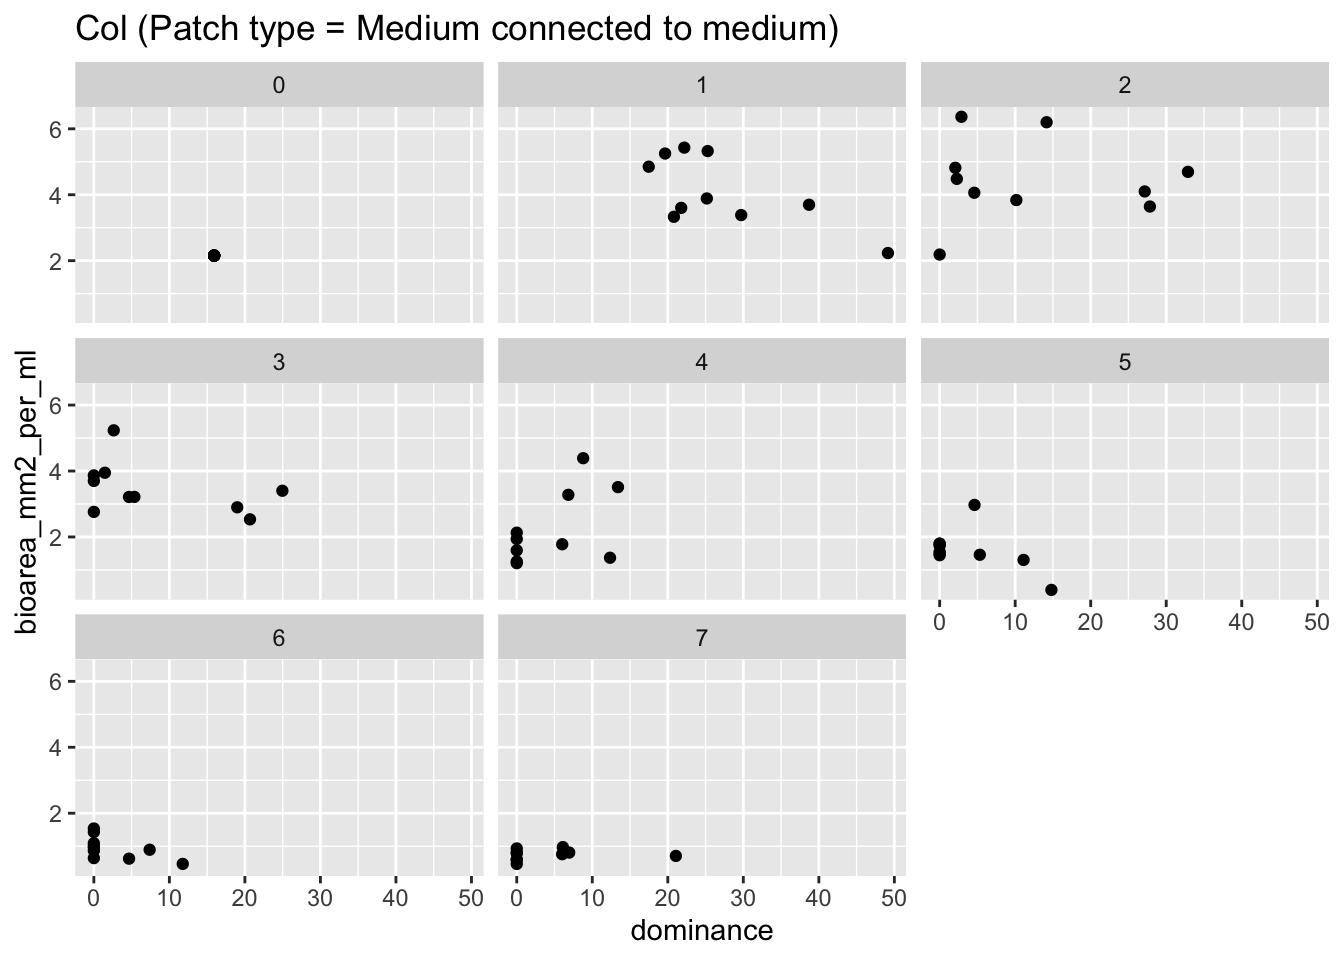 Col (Patch type = Medium connected to medium)
0 1 2
6
4
2
3 4 5
6
4
2
0 10 20 30 40 50
6 7
6
4
2
0 10 20 30 40 50 0 10 20 30 40 50
dominance
bioarea_mm2_per_ml